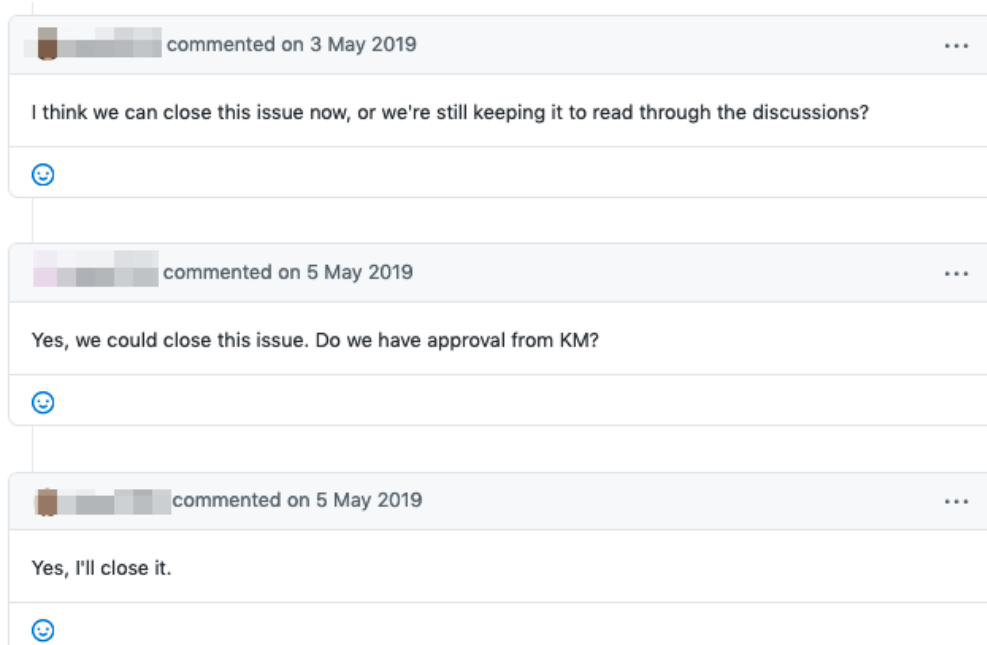 commented on 3 May 2019
I think we can close this issue now, or we're still keeping it to read through the discussions?
commented on 5 May 2019
Yes, we could close this issue. Do we have approval from KM?
commented on 5 May 2019
Yes, I'll close it.